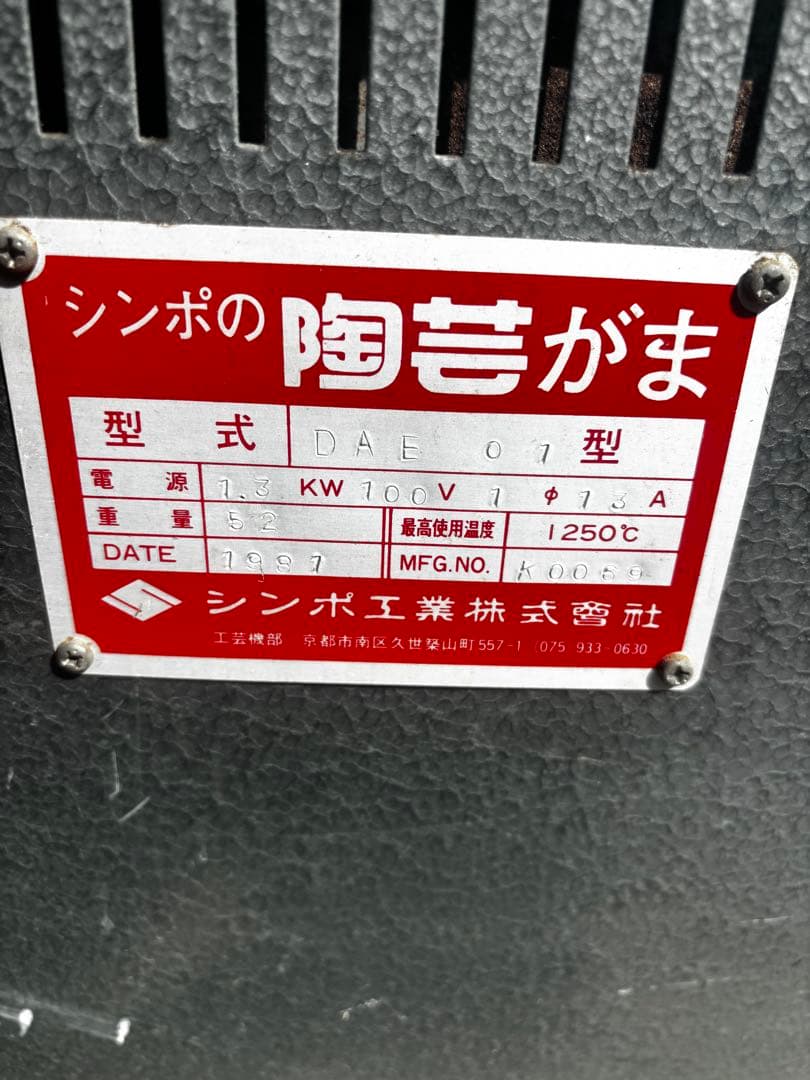 シンポの陶芸がま
型式 DAE 01型
電源 1.3 KW 100 V 1 φ 13 A
重量 52 最高使用温度 1250℃
DATE 1981 MFG.NO. K0069
シンポ工業株式會社
工芸機部 京都市南区久世築山町557-1 (075 933-0630